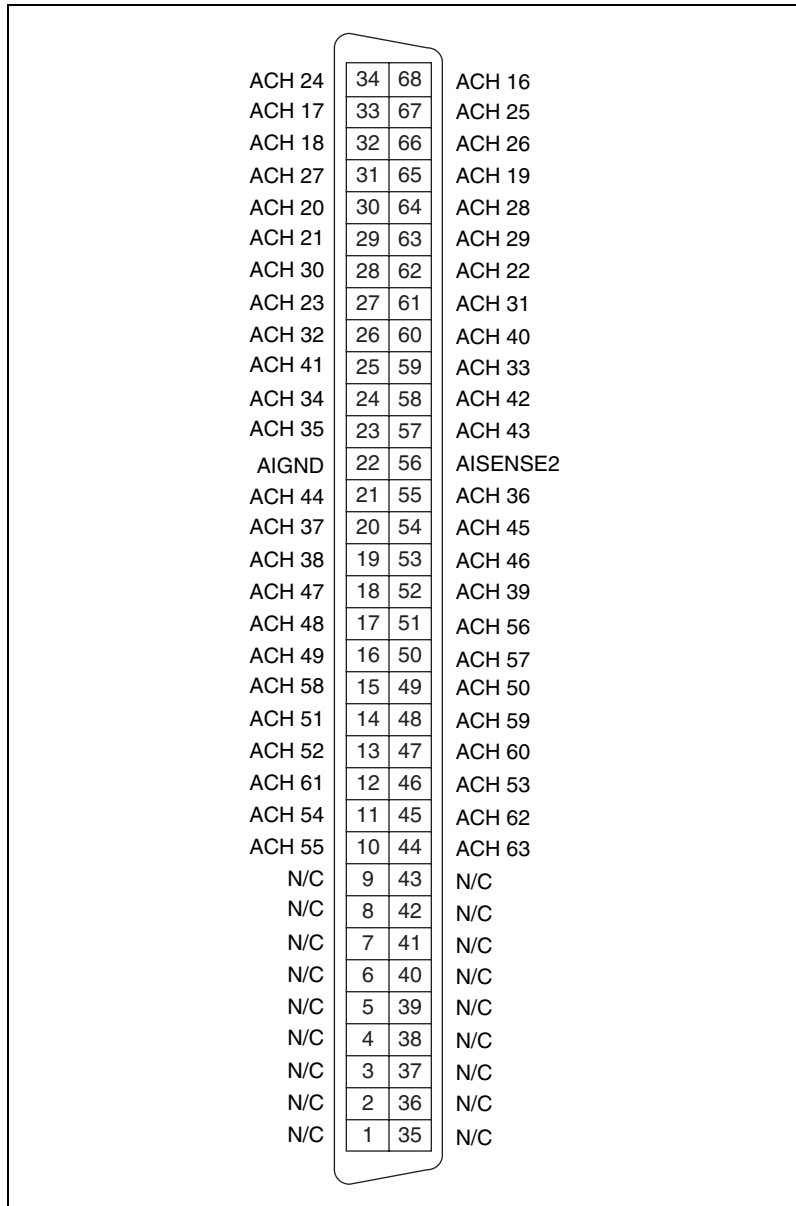 ACH 24 34 68 ACH 16
ACH 17 33 67 ACH 25
ACH 18 32 66 ACH 26
ACH 27 31 65 ACH 19
ACH 20 30 64 ACH 28
ACH 21 29 63 ACH 29
ACH 30 28 62 ACH 22
ACH 23 27 61 ACH 31
ACH 32 26 60 ACH 40
ACH 41 25 59 ACH 33
ACH 34 24 58 ACH 42
ACH 35 23 57 ACH 43
AIGND 22 56 AISENSE2
ACH 44 21 55 ACH 36
ACH 37 20 54 ACH 45
ACH 38 19 53 ACH 46
ACH 47 18 52 ACH 39
ACH 48 17 51 ACH 56
ACH 49 16 50 ACH 57
ACH 58 15 49 ACH 50
ACH 51 14 48 ACH 59
ACH 52 13 47 ACH 60
ACH 61 12 46 ACH 53
ACH 54 11 45 ACH 62
ACH 55 10 44 ACH 63
N/C 9 43 N/C
N/C 8 42 N/C
N/C 7 41 N/C
N/C 6 40 N/C
N/C 5 39 N/C
N/C 4 38 N/C
N/C 3 37 N/C
N/C 2 36 N/C
N/C 1 35 N/C